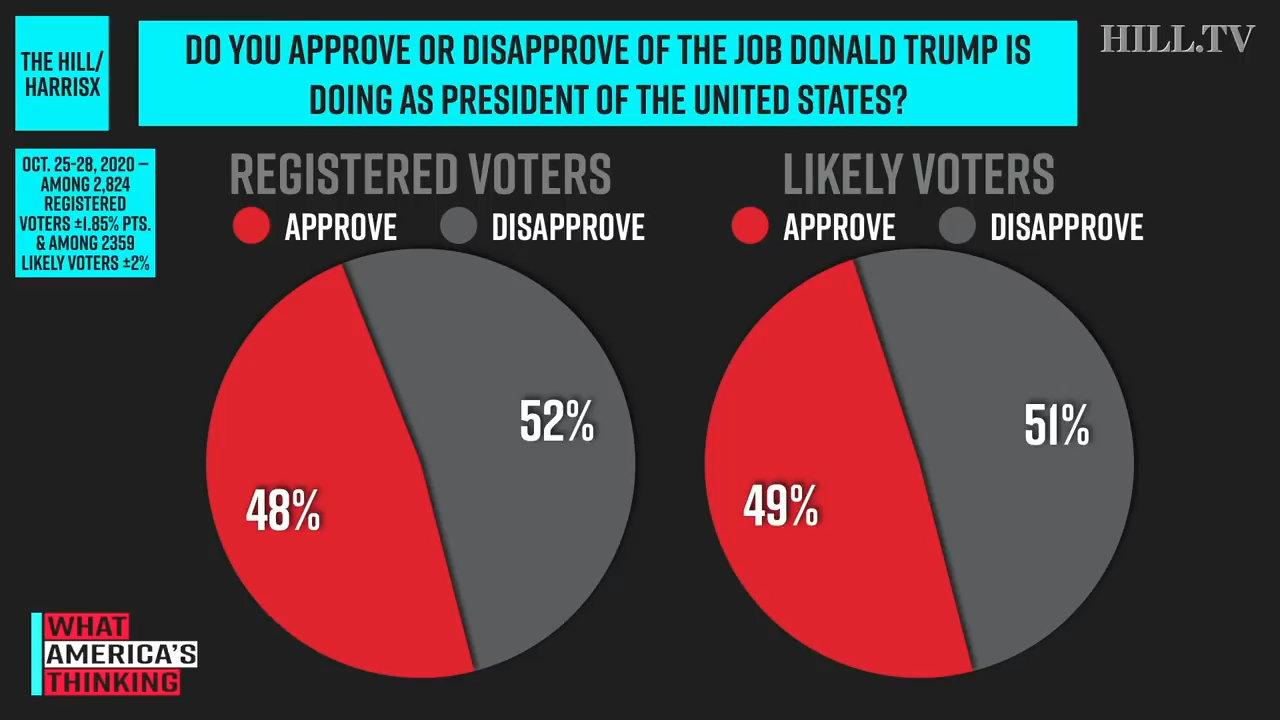 THE HILL/
HARRISX
DO YOU APPROVE OR DISAPPROVE OF THE JOB DONALD TRUMP IS
DOING AS PRESIDENT OF THE UNITED STATES?
HILL.TV
OCT. 25-28, 2020 –
AMONG 2,824
REGISTERED
VOTERS ±1.85% PTS.
& AMONG 2359
LIKELY VOTERS ±2%
REGISTERED VOTERS
APPROVE DISAPPROVE
52%
48%
LIKELY VOTERS
APPROVE DISAPPROVE
51%
49%
WHAT
AMERICA'S
THINKING